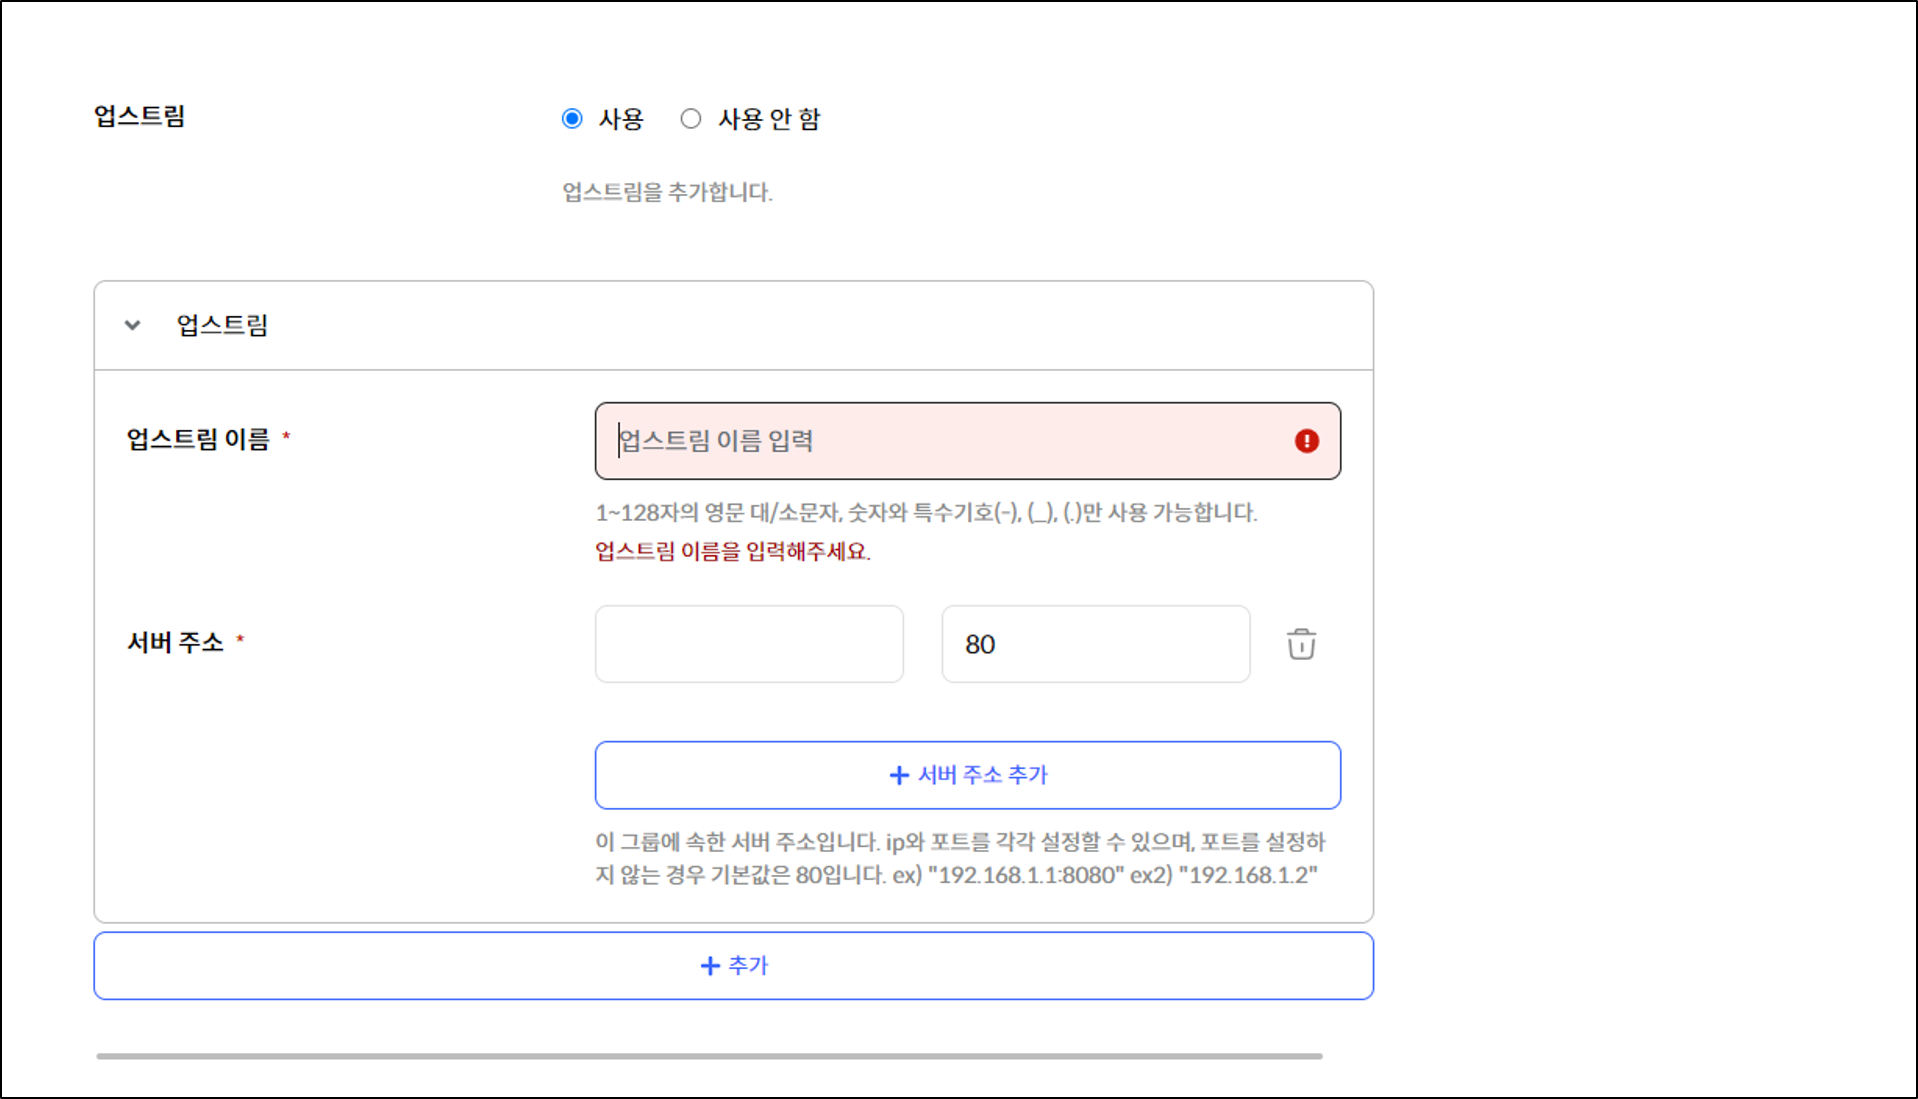 업스트림
사용
사용 안 함
업스트림을 추가합니다.
업스트림
업스트림 이름 *
업스트림 이름 입력
1~128자의 영문 대/소문자, 숫자와 특수기호(-), (_), (.)만 사용 가능합니다.
업스트림 이름을 입력해주세요.
서버 주소 *
80
+ 서버 주소 추가
이 그룹에 속한 서버 주소입니다. ip와 포트를 각각 설정할 수 있으며, 포트를 설정하
지 않는 경우 기본값은 80입니다. ex) "192.168.1.1:8080" ex2) "192.168.1.2"
+ 추가